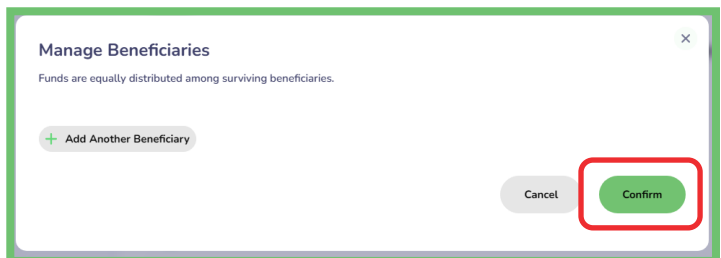 Manage Beneficiaries
Funds are equally distributed among surviving beneficiaries.
+ Add Another Beneficiary
Cancel
Confirm